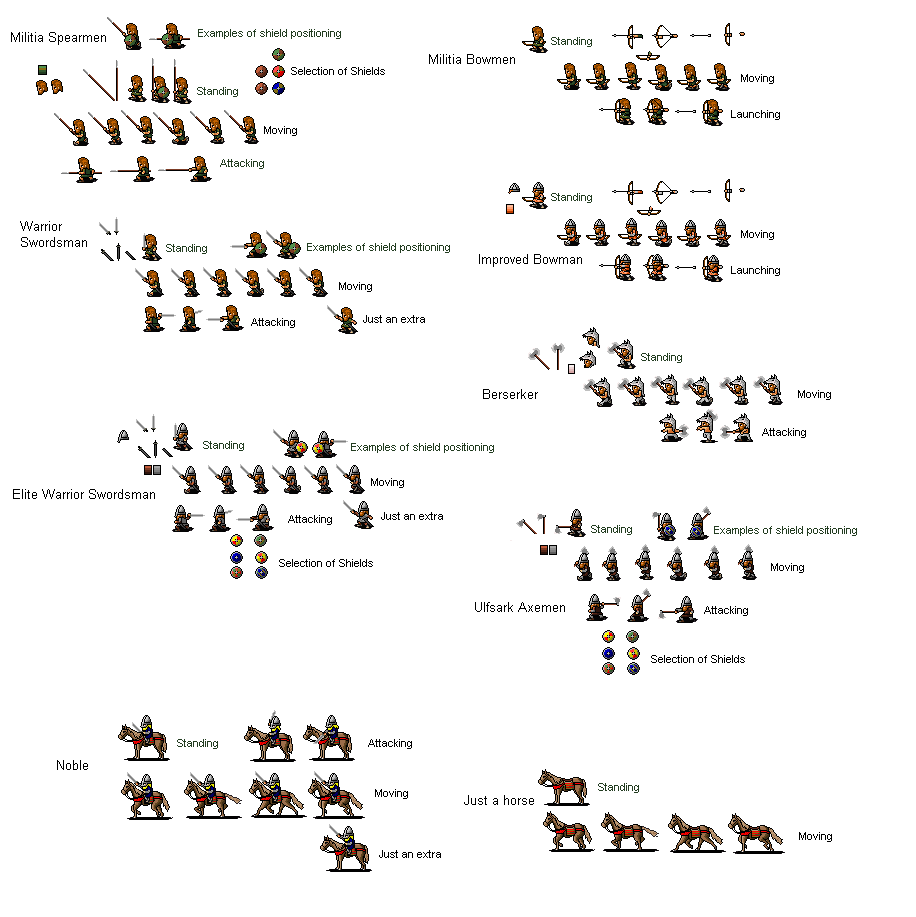 Militia Spearmen
Examples of shield positioning
Selection of Shields
Standing
Moving
Attacking
Warrior
Swordsman
Standing
Examples of shield positioning
Moving
Attacking
Just an extra
Standing
Examples of shield positioning
Moving
Elite Warrior Swordsman
Attacking
Just an extra
Selection of Shields
Noble
Standing
Attacking
Moving
Just an extra
Militia Bowmen
Standing
Moving
Launching
Standing
Moving
Improved Bowman
Launching
Standing
Berserker
Moving
Attacking
Standing
Examples of shield positioning
Moving
Ulfsark Axemen
Attacking
Selection of Shields
Just a horse
Standing
Moving